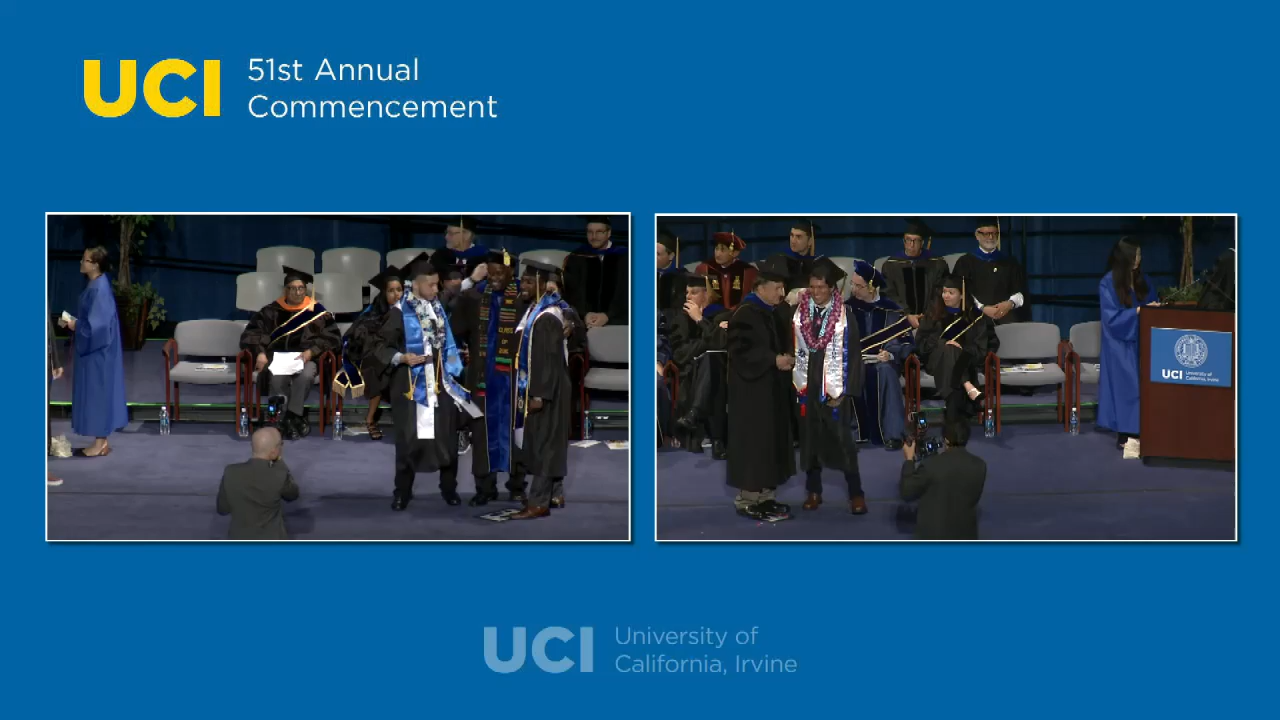 UCI
51st Annual
Commencement
UCI
University of
California, Irvine
UCI
University of
California, Irvine